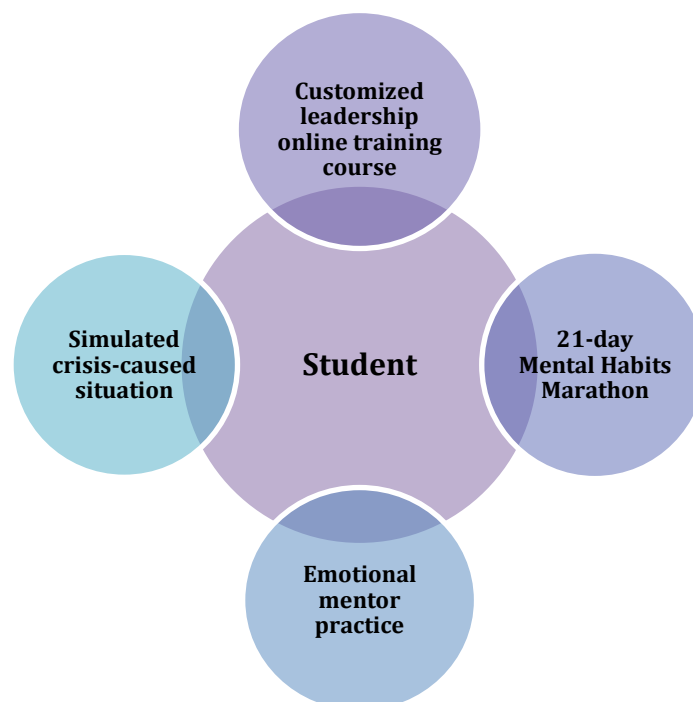 Customized
leadership
online training
course
Simulated
crisis-caused
situation
Student
21-day
Mental Habits
Marathon
Emotional
mentor
practice